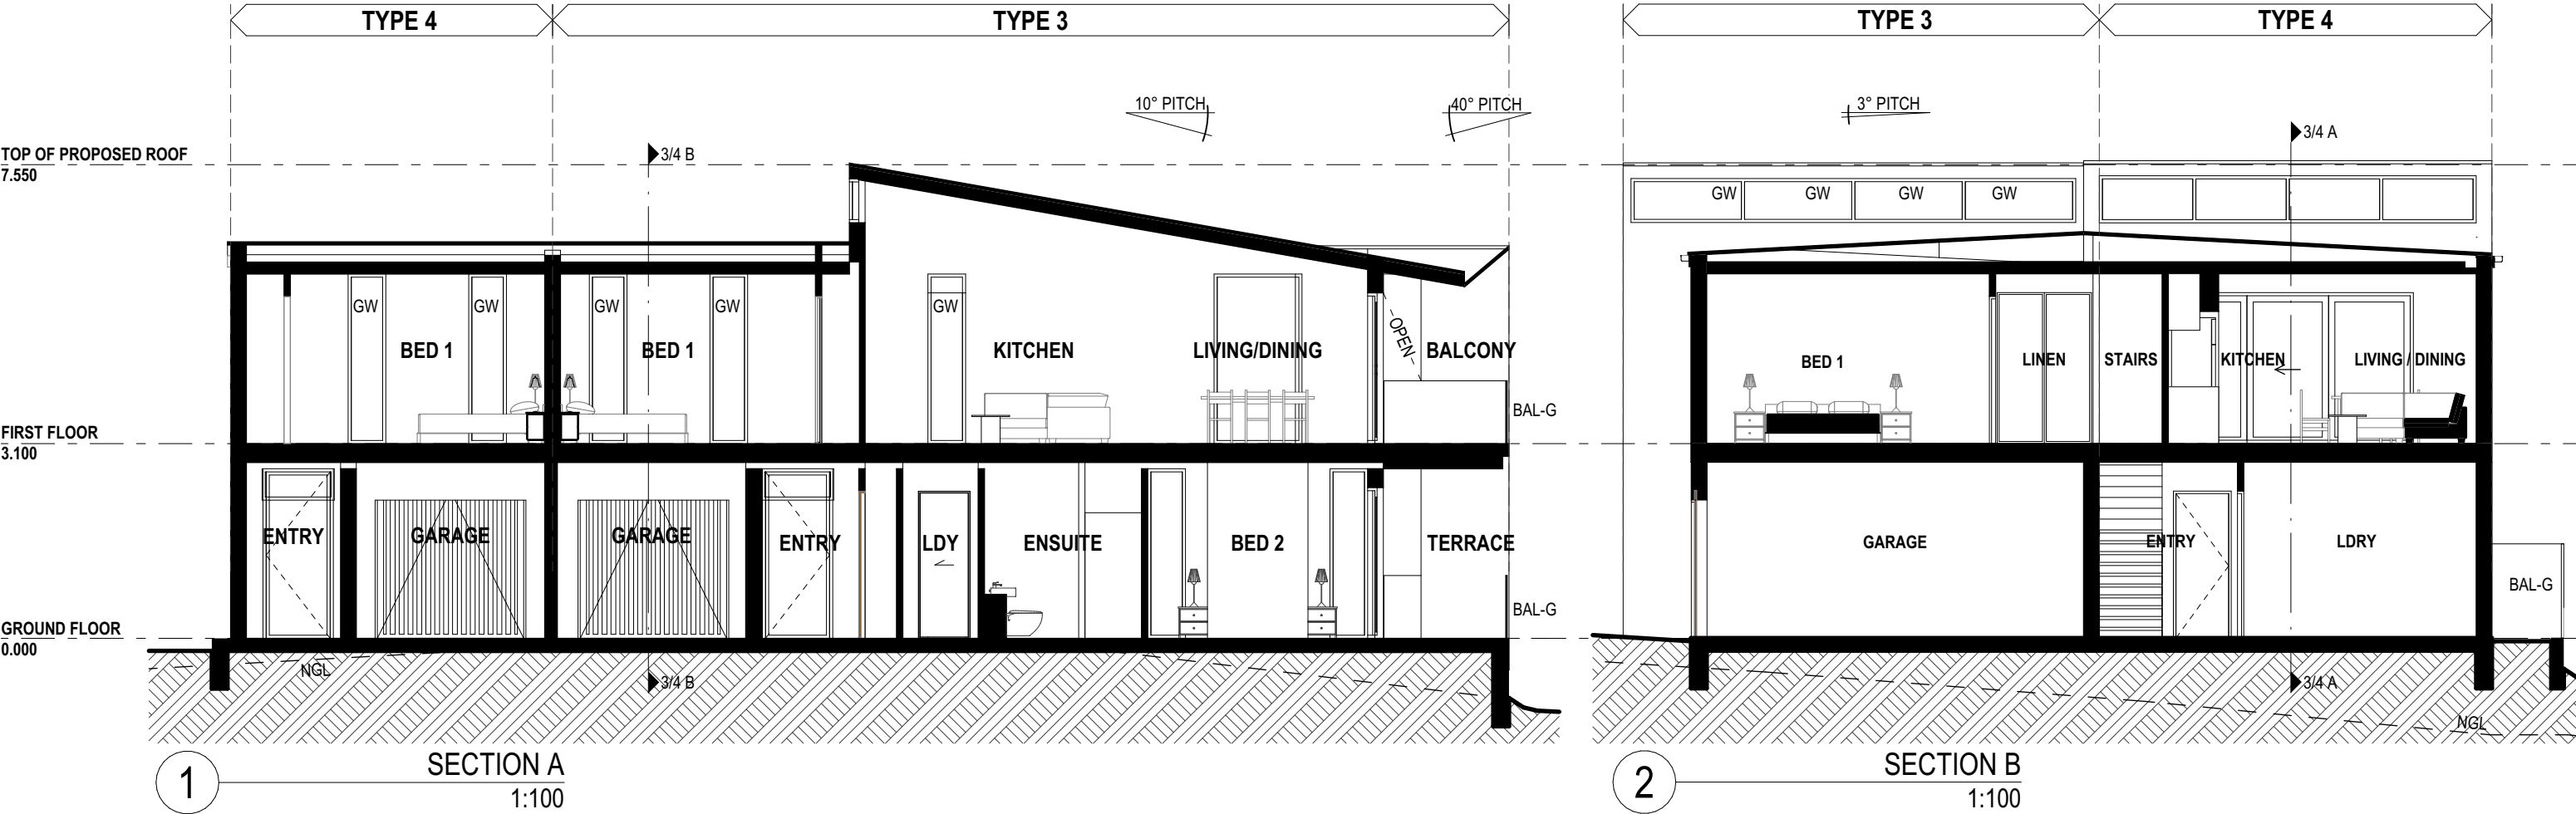 TYPE 4
TYPE 3
TYPE 3
TYPE 4
10° PITCH
40° PITCH
3° PITCH
3/4 A
TOP OF PROPOSED ROOF
7.550
3/4 B
GW
GW
GW
GW
GW
GW
GW
GW
GW
BED 1
BED 1
KITCHEN
LIVING/DINING
OPEN
BALCONY
BED 1
LINEN
STAIRS
KITCHEN
LIVING / DINING
BAL-G
FIRST FLOOR
3.100
ENTRY
GARAGE
GARAGE
ENTRY
LDY
ENSUITE
BED 2
TERRACE
GARAGE
ENTRY
LDRY
BAL-G
BAL-G
GROUND FLOOR
0.000
NGL
3/4 B
3/4 A
NGL
1
SECTION A
1:100
2
SECTION B
1:100